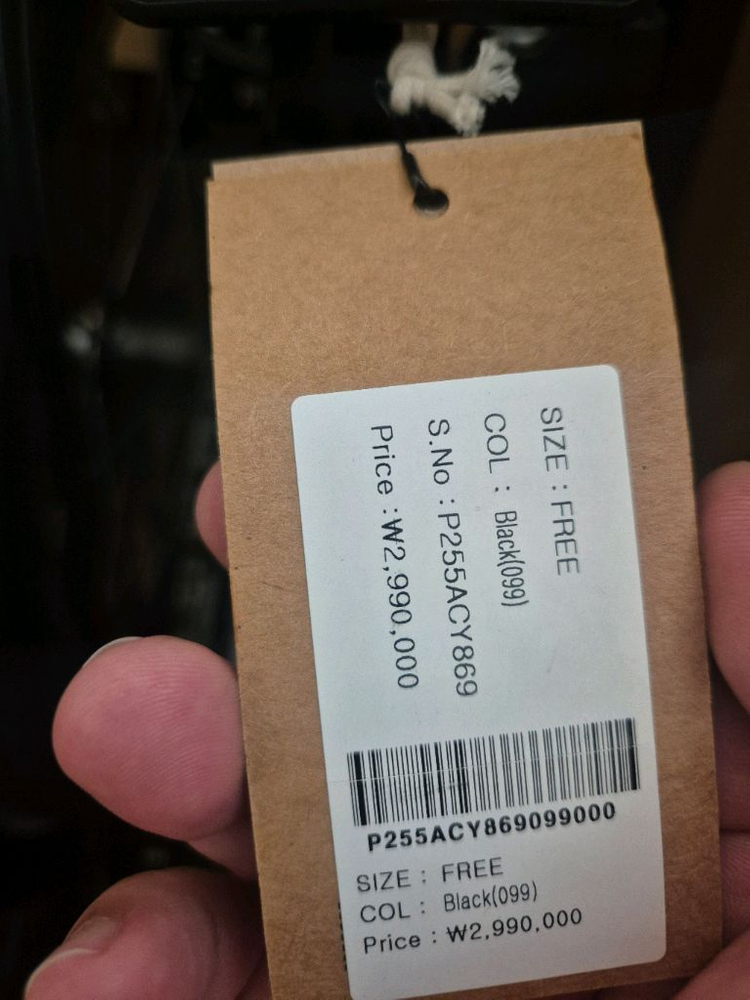 SIZE : FREE
COL : Black(099)
S.No : P255ACY869
Price : ₩2,990,000
P255ACY869099000
SIZE : FREE
COL : Black(099)
Price : ₩2,990,000